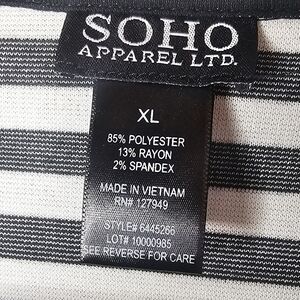 SOHO
APPAREL LTD.
XL
85% POLYESTER
13% RAYON
2% SPANDEX
MADE IN VIETNAM
RN# 127949
STYLE# 6445266
LOT# 10000985
SEE REVERSE FOR CARE